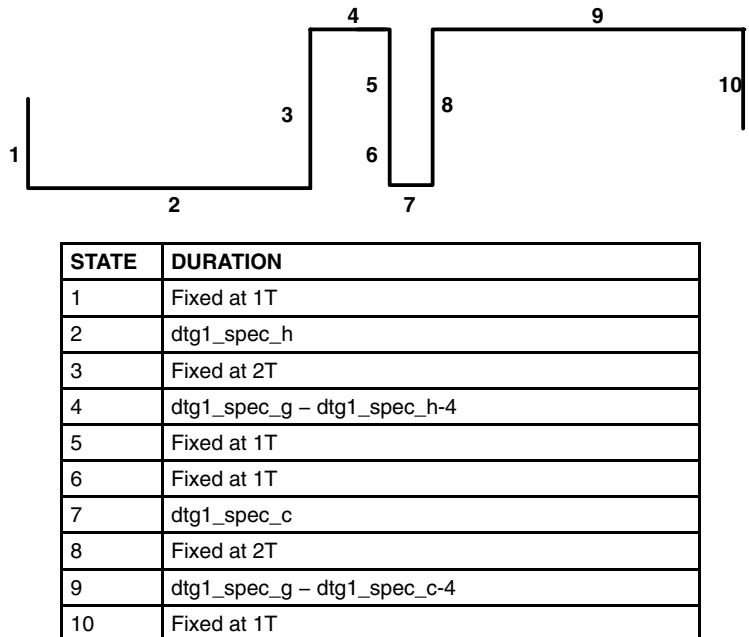 4
9
5
10
8
3
1
6
2
7
STATE DURATION
1 Fixed at 1T
2 dtg1_spec_h
3 Fixed at 2T
4 dtg1_spec_g − dtg1_spec_h-4
5 Fixed at 1T
6 Fixed at 1T
7 dtg1_spec_c
8 Fixed at 2T
9 dtg1_spec_g − dtg1_spec_c-4
10 Fixed at 1T